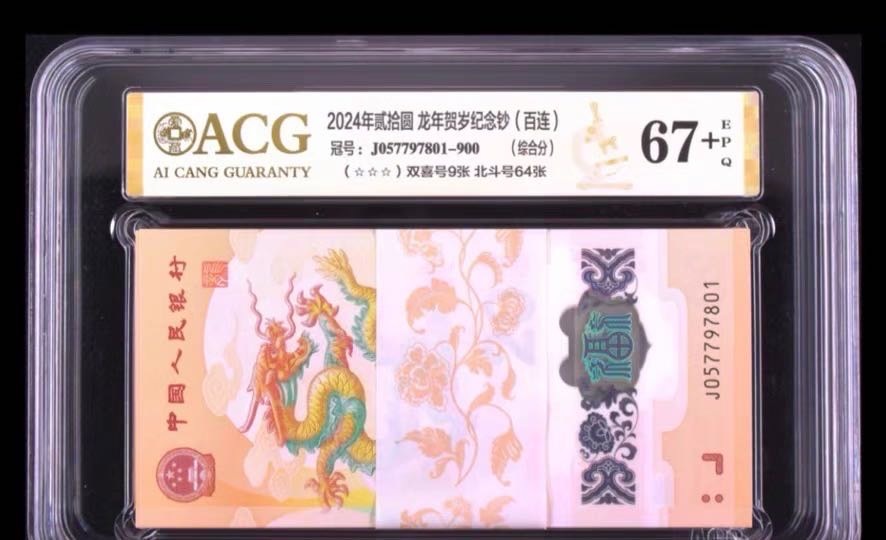 ACG
AI CANG GUARANTY
2024年贰拾圆 龙年贺岁纪念钞（百连）
冠号：J057797801-900 （综合分）
（☆☆☆）双喜号9张 北斗号64张
67+
EPQ
中国人民银行
福
J057797801